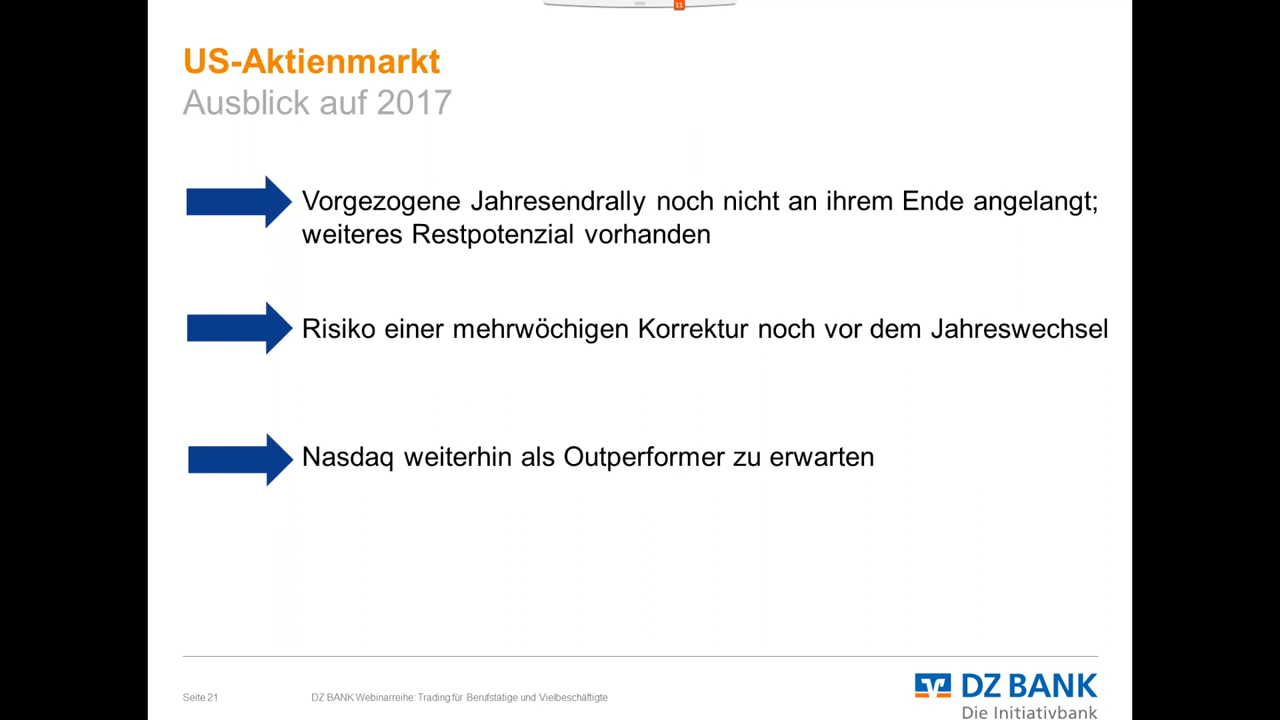 11
US-Aktienmarkt
Ausblick auf 2017
Vorgezogene Jahresendrally noch nicht an ihrem Ende angelangt;
weiteres Restpotenzial vorhanden
Risiko einer mehrwöchigen Korrektur noch vor dem Jahreswechsel
Nasdaq weiterhin als Outperformer zu erwarten
Seite 21
DZ BANK Webinarreihe: Trading für Berufstätige und Vielbeschäftigte
DZ BANK
Die Initiativbank